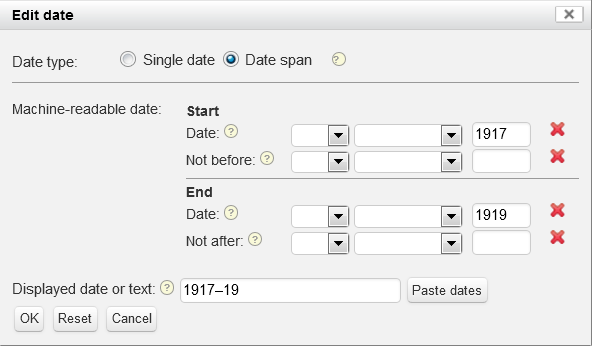 Edit date
Date type: Single date Date span ?
Machine-readable date: Start
Date: ? 1917
Not before: ?
End
Date: ? 1919
Not after: ?
Displayed date or text: ? 1917–19 Paste dates
OK Reset Cancel